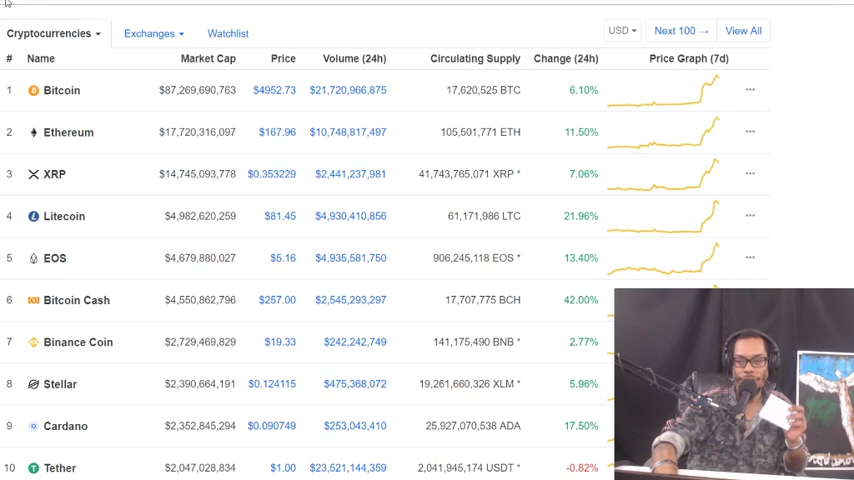 Cryptocurrencies Exchanges Watchlist USD Next 100 → View All
# Name Market Cap Price Volume (24h) Circulating Supply Change (24h) Price Graph (7d)
1 Bitcoin $87,269,690,763 $4952.73 $21,720,966,875 17,620,525 BTC 6.10%
2 Ethereum $17,720,316,097 $167.96 $10,748,817,497 105,501,771 ETH 11.50%
3 XRP $14,745,093,778 $0.353229 $2,441,237,981 41,743,765,071 XRP * 7.06%
4 Litecoin $4,982,620,259 $81.45 $4,930,410,856 61,171,986 LTC 21.96%
5 EOS $4,679,880,027 $5.16 $4,935,581,750 906,245,118 EOS * 13.40%
6 Bitcoin Cash $4,550,862,796 $257.00 $2,545,293,297 17,707,775 BCH 42.00%
7 Binance Coin $2,729,469,829 $19.33 $242,242,749 141,175,490 BNB * 2.77%
8 Stellar $2,390,664,191 $0.124115 $475,368,072 19,261,660,326 XLM * 5.96%
9 Cardano $2,352,845,294 $0.090749 $253,043,410 25,927,070,538 ADA 17.50%
10 Tether $2,047,028,834 $1.00 $23,521,144,359 2,041,945,174 USDT * -0.82%